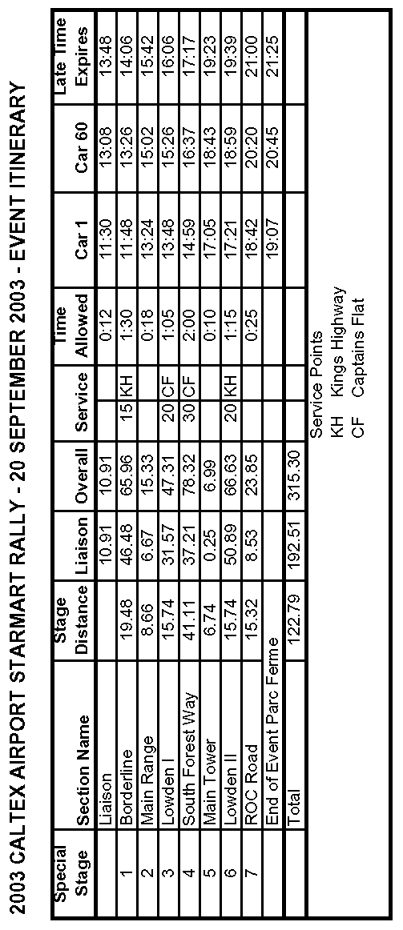 2003 CALTEX AIRPORT STARMART RALLY - 20 SEPTEMBER 2003 - EVENT ITINERARY
Special Stage Time Late Time
Stage Section Name Distance Liaison Overall Service Allowed Car 1 Car 60 Expires
Liaison 10.91 10.91 0:12 11:30 13:08 13:48
1 Borderline 19.48 46.48 65.96 15 KH 1:30 11:48 13:26 14:06
2 Main Range 8.66 6.67 15.33 0:18 13:24 15:02 15:42
3 Lowden I 15.74 31.57 47.31 20 CF 1:05 13:48 15:26 16:06
4 South Forest Way 41.11 37.21 78.32 30 CF 2:00 14:59 16:37 17:17
5 Main Tower 6.74 0.25 6.99 0:10 17:05 18:43 19:23
6 Lowden II 15.74 50.89 66.63 20 KH 1:15 17:21 18:59 19:39
7 ROC Road 15.32 8.53 23.85 0:25 18:42 20:20 21:00
End of Event Parc Ferme 19:07 20:45 21:25
Total 122.79 192.51 315.30
Service Points
KH Kings Highway
CF Captains Flat